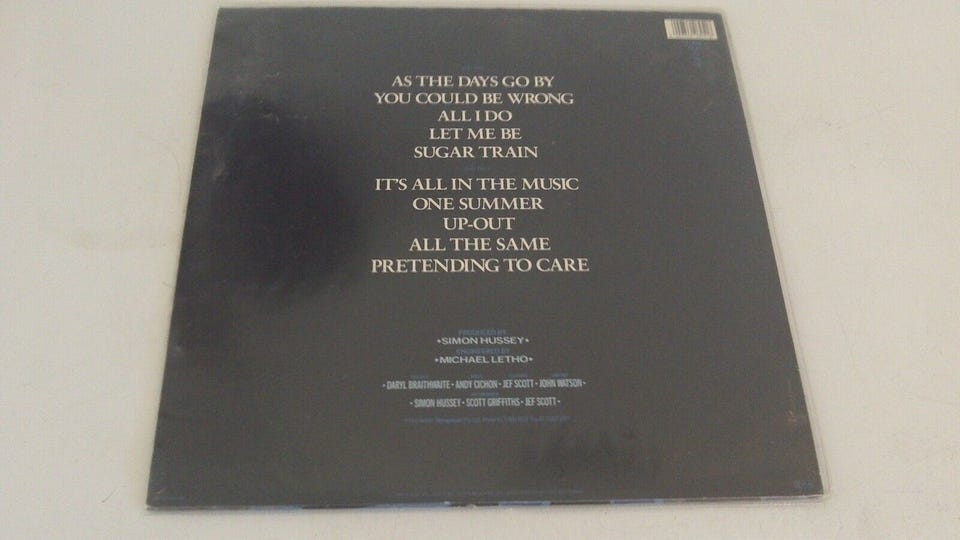 AS THE DAYS GO BY
YOU COULD BE WRONG
ALL I DO
LET ME BE
SUGAR TRAIN
IT'S ALL IN THE MUSIC
ONE SUMMER
UP-OUT
ALL THE SAME
PRETENDING TO CARE
PRODUCED BY
•SIMON HUSSEY•
ENGINEERED BY
•MICHAEL LETHO•
• DARYL BRAITHWAITE • ANDY CICHON • JEF SCOTT • JOHN WATSON •
• SIMON HUSSEY • SCOTT GRIFFITHS • JEF SCOTT •